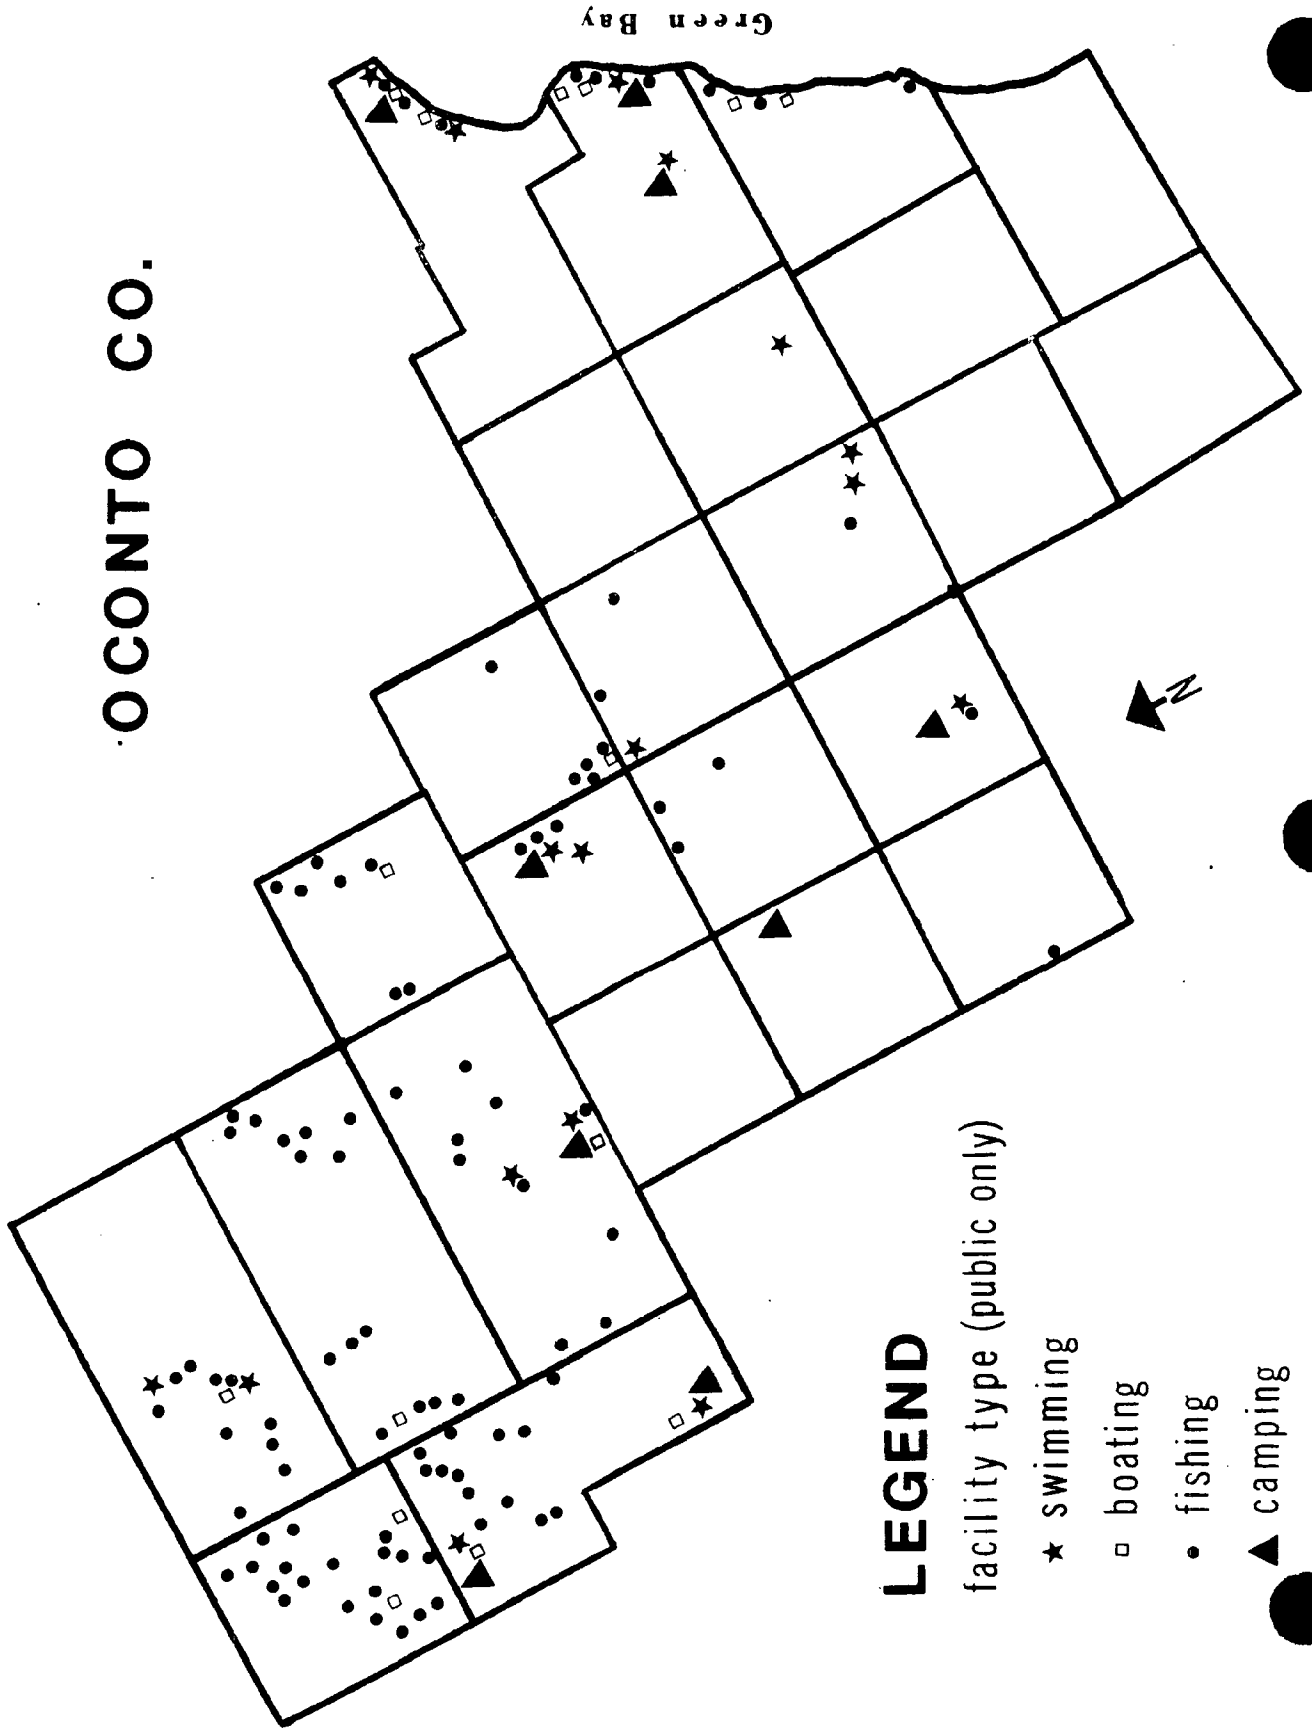 OCONTO CO.
Green Bay
N
LEGEND
facility type (public only)
swimming
boating
fishing
camping